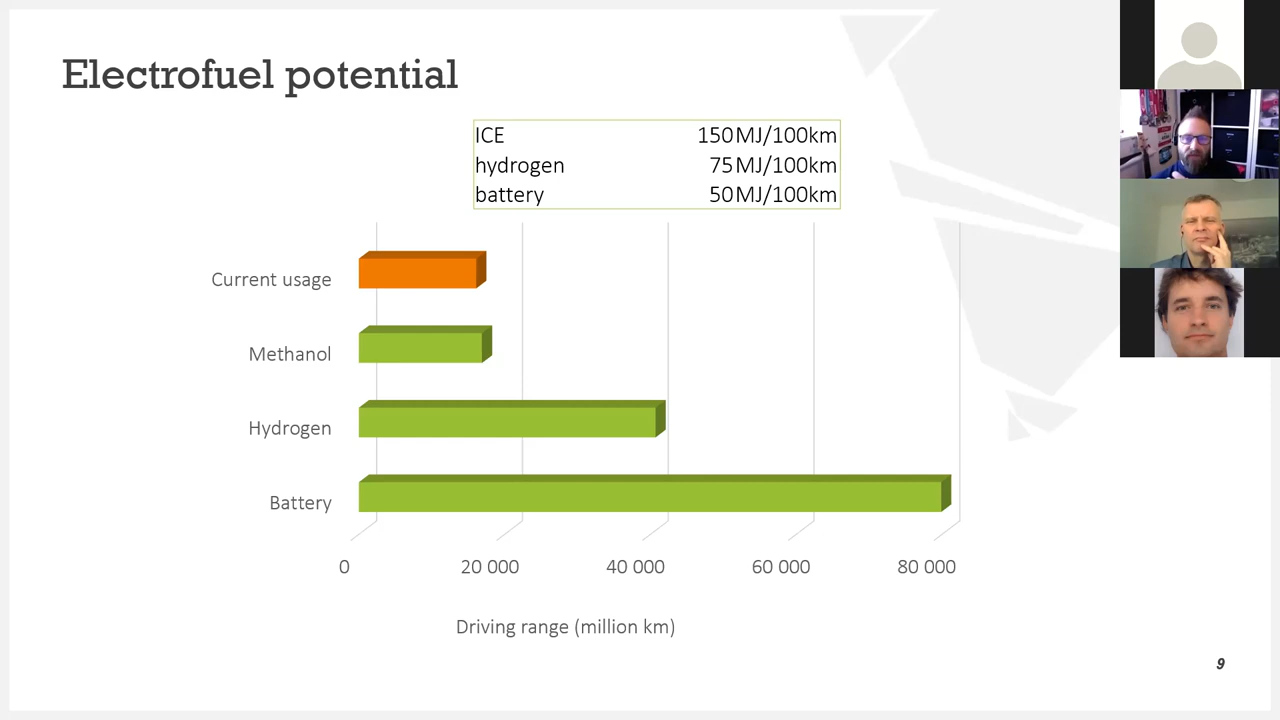 Electrofuel potential
ICE 150 MJ/100km
hydrogen 75 MJ/100km
battery 50 MJ/100km
Current usage
Methanol
Hydrogen
Battery
0 20 000 40 000 60 000 80 000
Driving range (million km)
9